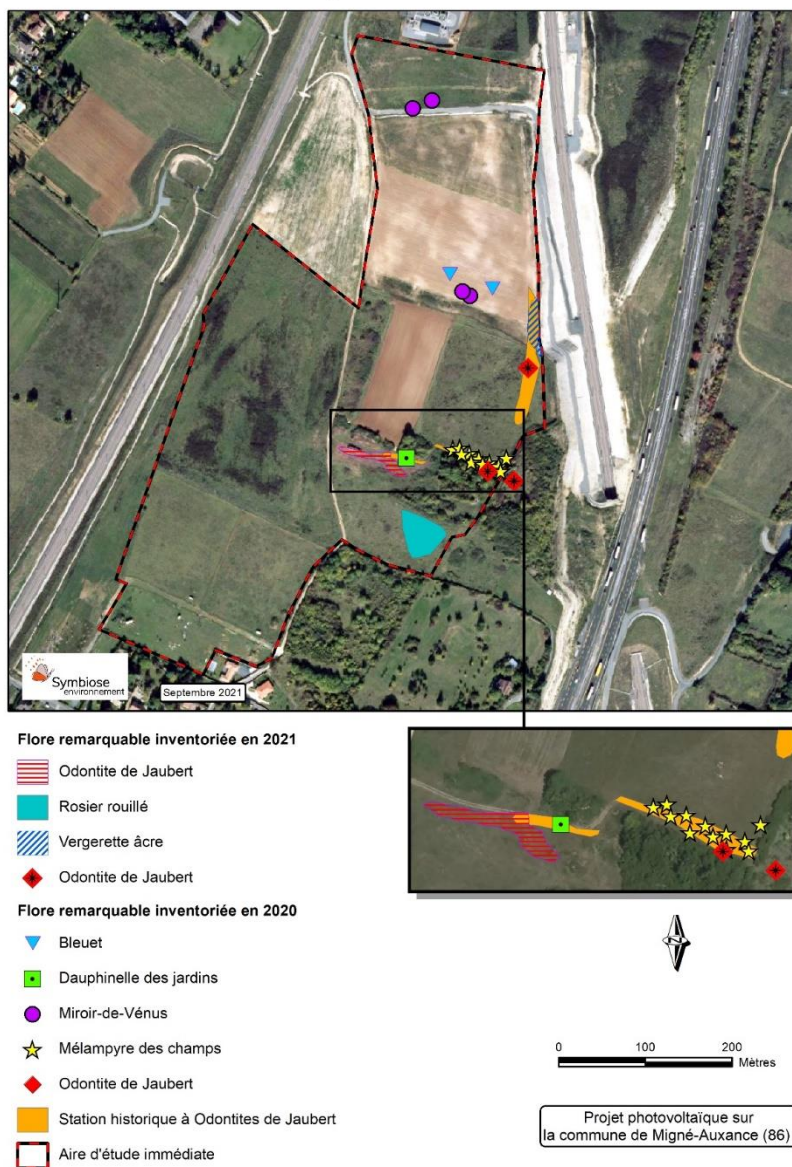 Symbiose
environnement
Septembre 2021
Flore remarquable inventoriée en 2021
Odontite de Jaubert
Rosier rouillé
Vergerette âcre
Odontite de Jaubert
Flore remarquable inventoriée en 2020
Bleuet
Dauphinelle des jardins
Miroir-de-Vénus
Mélampyre des champs
Odontite de Jaubert
Station historique à Odontites de Jaubert
Aire d'étude immédiate
N
0 100 200
Mètres
Projet photovoltaïque sur
la commune de Migné-Auxance (86)